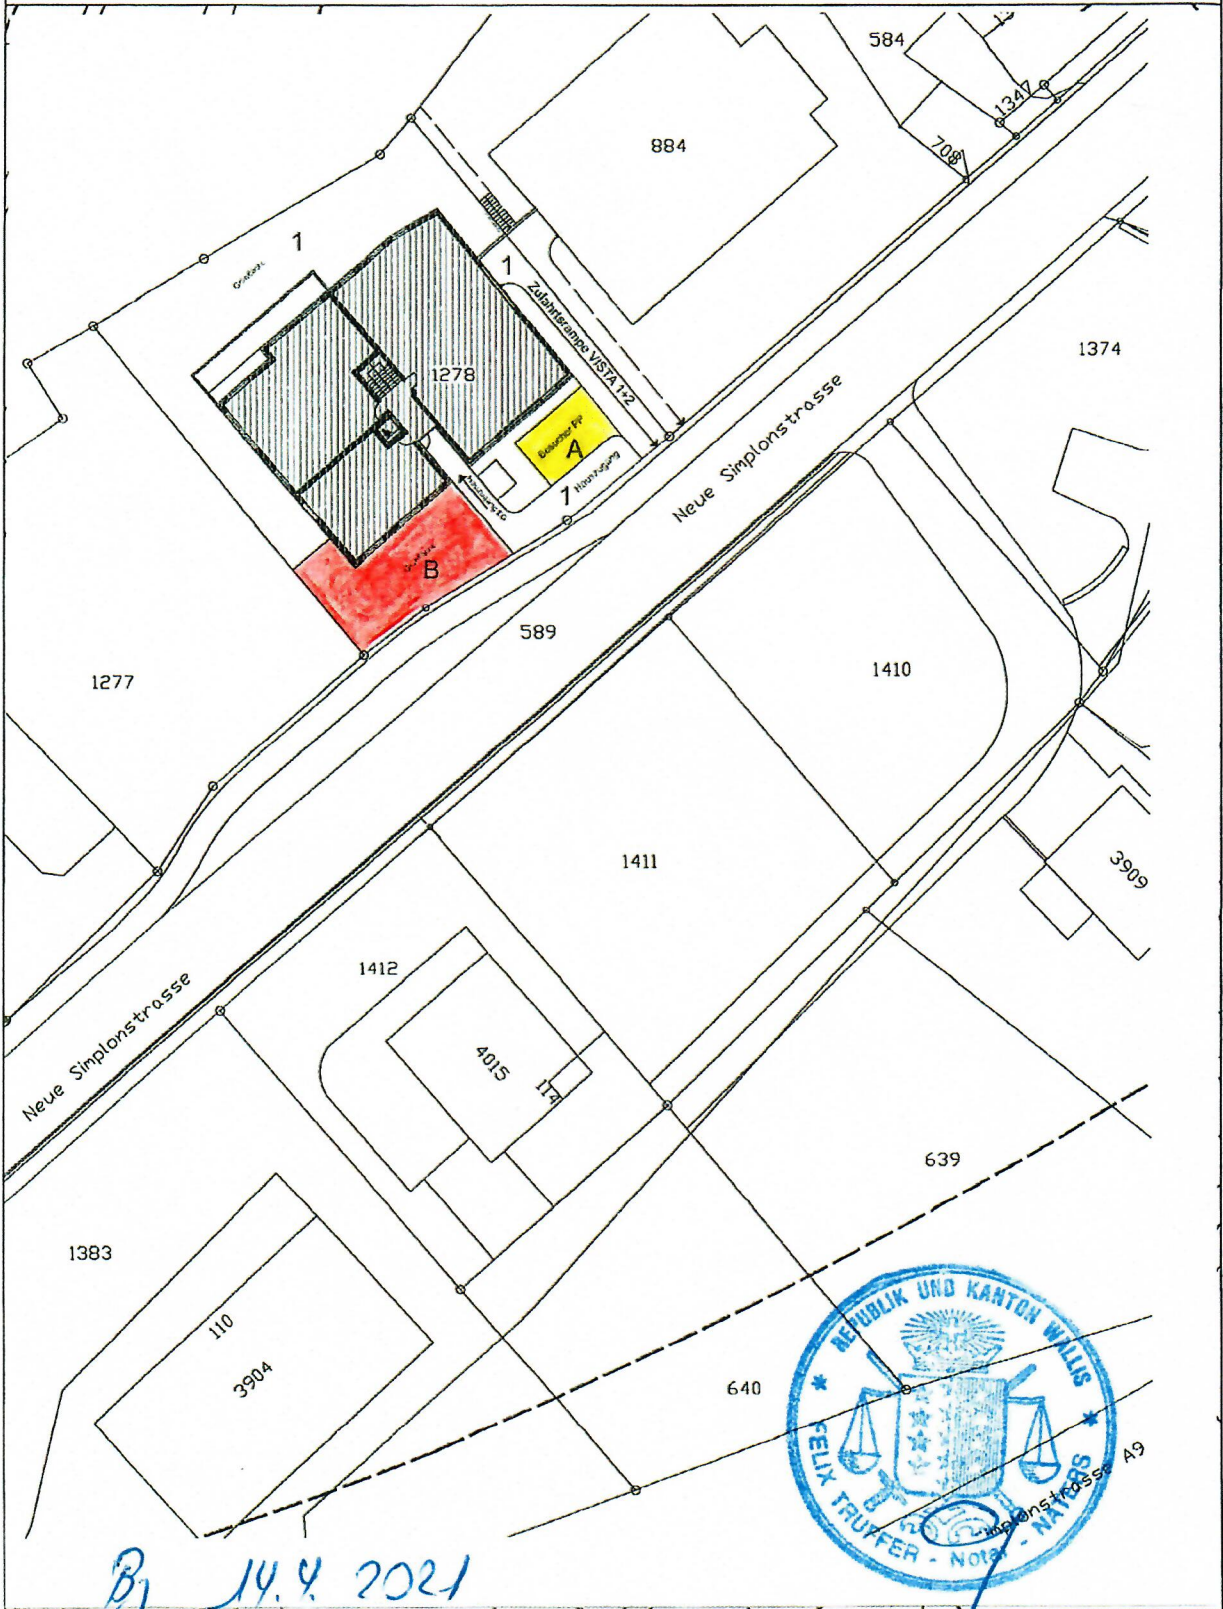 584
1347
708
884
1
1
Zufahrtsrampe VISTA 1+2
1278
1374
Besucher PP
A
Hauszugang
1
B
Neue Simplonstrasse
589
1277
1410
1411
3909
1412
4015
114
Neue Simplonstrasse
639
1383
110
3904
640
REPUBLIK UND KANTON WALLIS
FELIX TRUFFER - Notar - NATERS
implonstrasse A9
14.4.2021